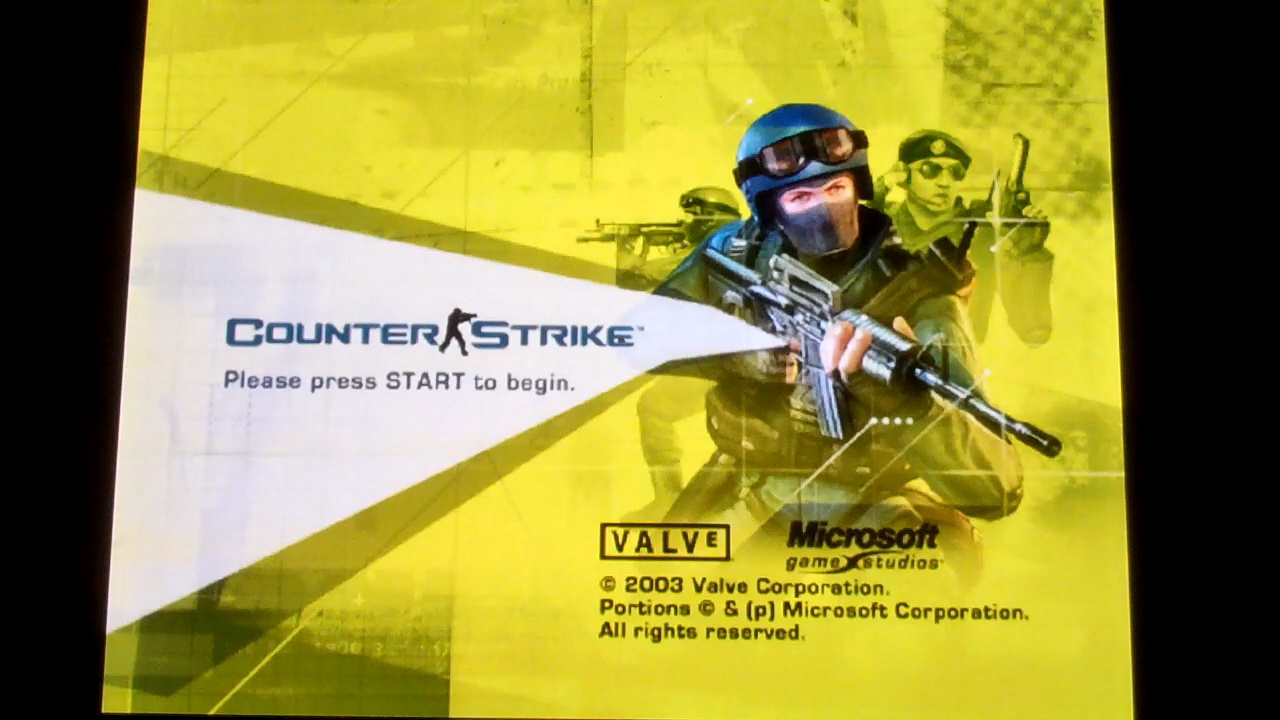 COUNTER STRIKE™
Please press START to begin.
VALVE
Microsoft
game studios
© 2003 Valve Corporation.
Portions © & (p) Microsoft Corporation.
All rights reserved.